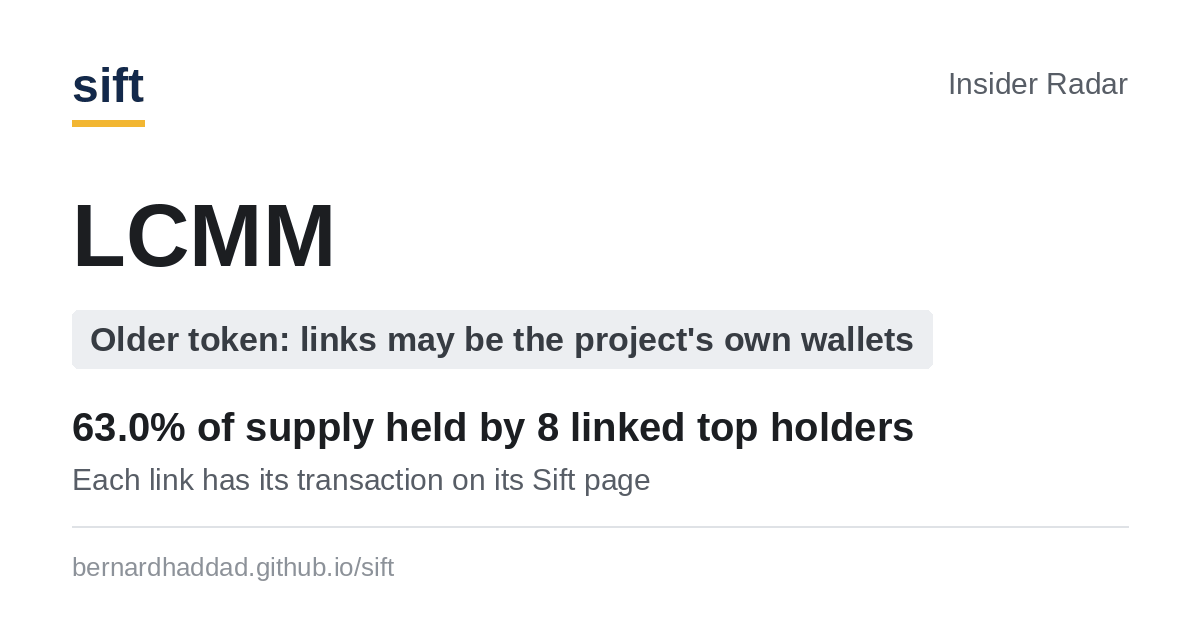 sift
Insider Radar
LCMM
Older token: links may be the project's own wallets
63.0% of supply held by 8 linked top holders
Each link has its transaction on its Sift page
bernardhaddad.github.io/sift